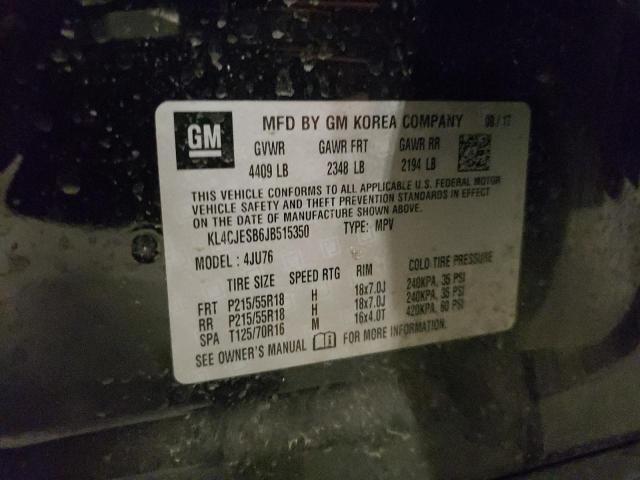 GM
MFD BY GM KOREA COMPANY 08 / 17
GVWR GAWR FRT GAWR RR
4409 LB 2348 LB 2194 LB
THIS VEHICLE CONFORMS TO ALL APPLICABLE U.S. FEDERAL MOTOR
VEHICLE SAFETY AND THEFT PREVENTION STANDARDS IN EFFECT
ON THE DATE OF MANUFACTURE SHOWN ABOVE.
KL4CJESB6JB515350 TYPE: MPV
MODEL : 4JU76
TIRE SIZE SPEED RTG RIM COLD TIRE PRESSURE
FRT P215/55R18 H 18x7.0J 240KPA, 35 PSI
RR P215/55R18 H 18x7.0J 240KPA, 35 PSI
SPA T125/70R16 M 16x4.0T 420KPA, 60 PSI
SEE OWNER'S MANUAL FOR MORE INFORMATION.